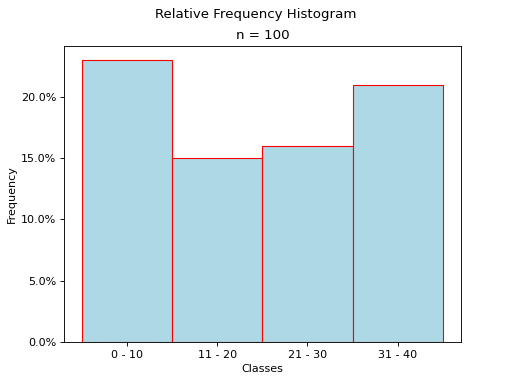 Relative Frequency Histogram
n = 100
20.0%
15.0%
10.0%
5.0%
0.0%
Frequency
0 - 10
11 - 20
21 - 30
31 - 40
Classes